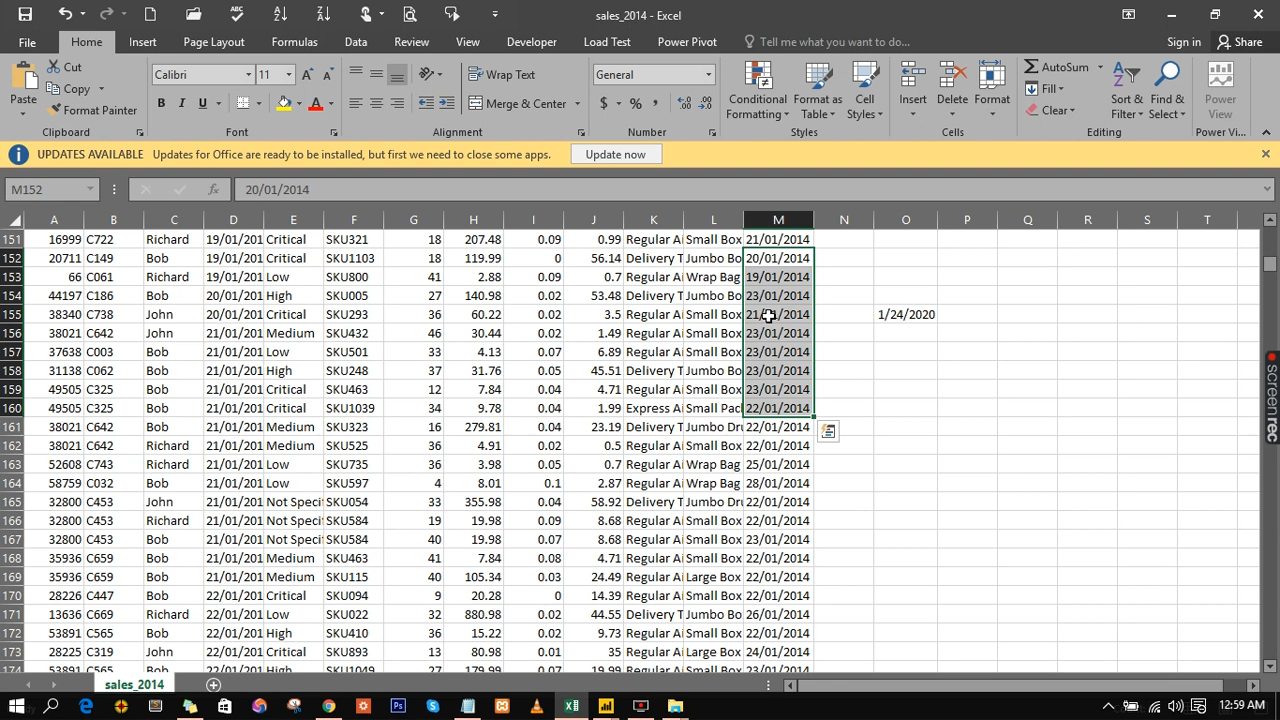 sales_2014 - Excel
File Home Insert Page Layout Formulas Data Review View Developer Load Test Power Pivot Tell me what you want to do... Sign in Share
Paste Cut Copy Format Painter Clipboard
Calibri 11 B I U A Font
Wrap Text Merge & Center Alignment
General $ % , Number
Conditional Formatting Format as Table Cell Styles Styles
Insert Delete Format Cells
AutoSum Fill Clear Sort & Filter Find & Select Editing
Power View Power Vi...
UPDATES AVAILABLE Updates for Office are ready to be installed, but first we need to close some apps. Update now
M152 fx 20/01/2014
A B C D E F G H I J K L M N O P Q R S T
151 16999 C722 Richard 19/01/201 Critical SKU321 18 207.48 0.09 0.99 Regular Ai Small Box 21/01/2014
152 20711 C149 Bob 19/01/201 Critical SKU1103 18 119.99 0 56.14 Delivery T Jumbo Bo 20/01/2014
153 66 C061 Richard 19/01/201 Low SKU800 41 2.88 0.09 0.7 Regular Ai Wrap Bag 19/01/2014
154 44197 C186 Bob 20/01/201 High SKU005 27 140.98 0.02 53.48 Delivery T Jumbo Bo 23/01/2014
155 38340 C738 John 20/01/201 Critical SKU293 36 60.22 0.02 3.5 Regular Ai Small Box 21/01/2014 1/24/2020
156 38021 C642 John 21/01/201 Medium SKU432 46 30.44 0.02 1.49 Regular Ai Small Box 23/01/2014
157 37638 C003 Bob 21/01/201 Low SKU501 33 4.13 0.07 6.89 Regular Ai Small Box 23/01/2014
158 31138 C062 Bob 21/01/201 High SKU248 37 31.76 0.05 45.51 Delivery T Jumbo Bo 23/01/2014
159 49505 C325 Bob 21/01/201 Critical SKU463 12 7.84 0.04 4.71 Regular Ai Small Box 23/01/2014
160 49505 C325 Bob 21/01/201 Critical SKU1039 34 9.78 0.04 1.99 Express Ai Small Pac 22/01/2014
161 38021 C642 Bob 21/01/201 Medium SKU323 16 279.81 0.04 23.19 Delivery T Jumbo Dru 22/01/2014
162 38021 C642 Richard 21/01/201 Medium SKU525 36 4.91 0.02 0.5 Regular Ai Small Box 22/01/2014
163 52608 C743 Richard 21/01/201 Low SKU735 36 3.98 0.05 0.7 Regular Ai Wrap Bag 25/01/2014
164 58759 C032 Bob 21/01/201 Low SKU597 4 8.01 0.1 2.87 Regular Ai Wrap Bag 28/01/2014
165 32800 C453 John 21/01/201 Not Speci SKU054 33 355.98 0.04 58.92 Delivery T Jumbo Dru 22/01/2014
166 32800 C453 Richard 21/01/201 Not Speci SKU584 19 19.98 0.09 8.68 Regular Ai Small Box 22/01/2014
167 32800 C453 Bob 21/01/201 Not Speci SKU584 40 19.98 0.07 8.68 Regular Ai Small Box 23/01/2014
168 35936 C659 Bob 21/01/201 Medium SKU463 41 7.84 0.08 4.71 Regular Ai Small Box 22/01/2014
169 35936 C659 Bob 21/01/201 Medium SKU115 40 105.34 0.03 24.49 Regular Ai Large Box 22/01/2014
170 28226 C447 Bob 22/01/201 Critical SKU094 9 20.28 0 14.39 Regular Ai Small Box 22/01/2014
171 13636 C669 Richard 22/01/201 Low SKU022 32 880.98 0.02 44.55 Delivery T Jumbo Bo 26/01/2014
172 53891 C565 Bob 22/01/201 High SKU410 36 15.22 0.02 9.73 Regular Ai Small Box 22/01/2014
173 28225 C319 John 22/01/201 Critical SKU893 13 80.98 0.01 35 Regular Ai Large Box 24/01/2014
174 53891 C565 Bob 22/01/201 High SKU1049 27 179.99 0.07 19.99 Regular Ai Small Box 23/01/2014
sales_2014
screenrec
12:59 AM